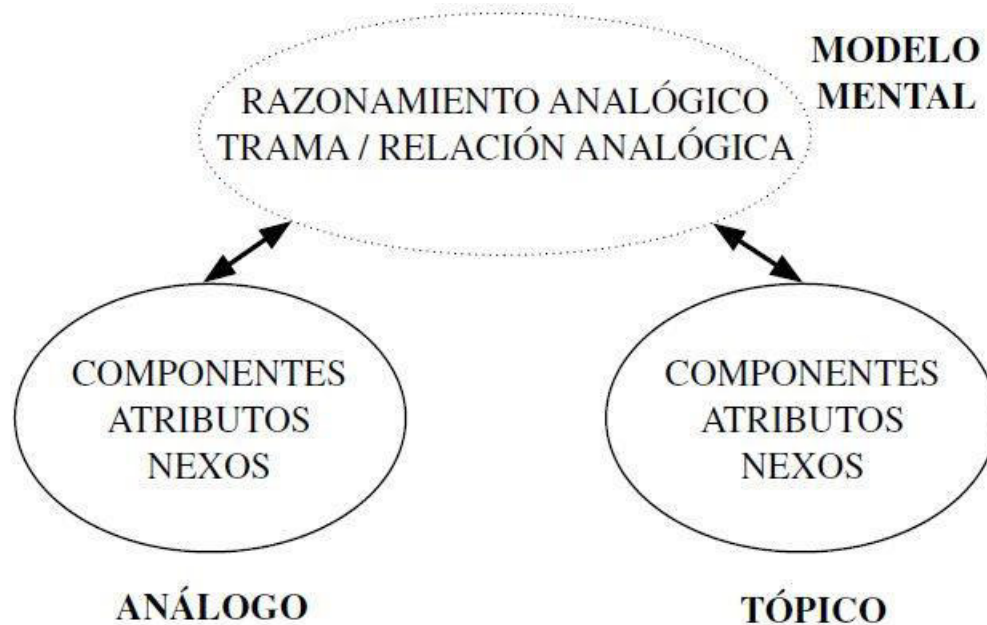 MODELO
MENTAL
RAZONAMIENTO ANALÓGICO
TRAMA / RELACIÓN ANALÓGICA
COMPONENTES
ATRIBUTOS
NEXOS
COMPONENTES
ATRIBUTOS
NEXOS
ANÁLOGO
TÓPICO